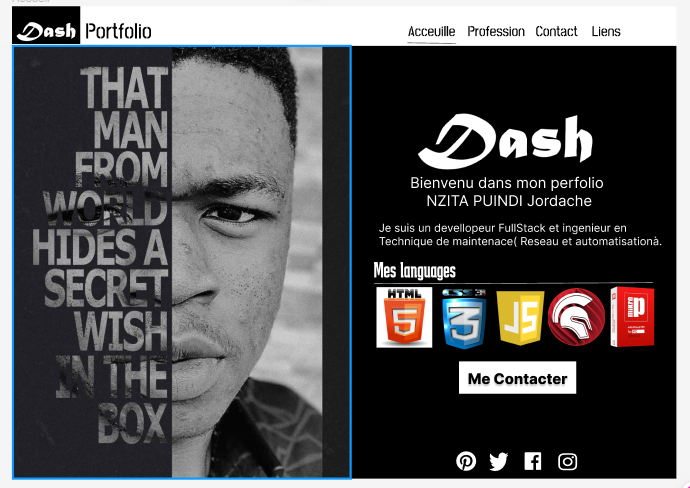 Dash Portfolio
Acceuille Profession Contact Liens
THAT
MAN
FROM
WORLD
HIDES A
SECRET
WISH
IN THE
BOX
Dash
Bienvenu dans mon perfolio
NZITA PUINDI Jordache
Je suis un devellopeur FullStack et ingenieur en
Technique de maintenace( Reseau et automatisationà.
Mes languages
HTML
5
CSS3
3
JS
mikro
p
Me Contacter